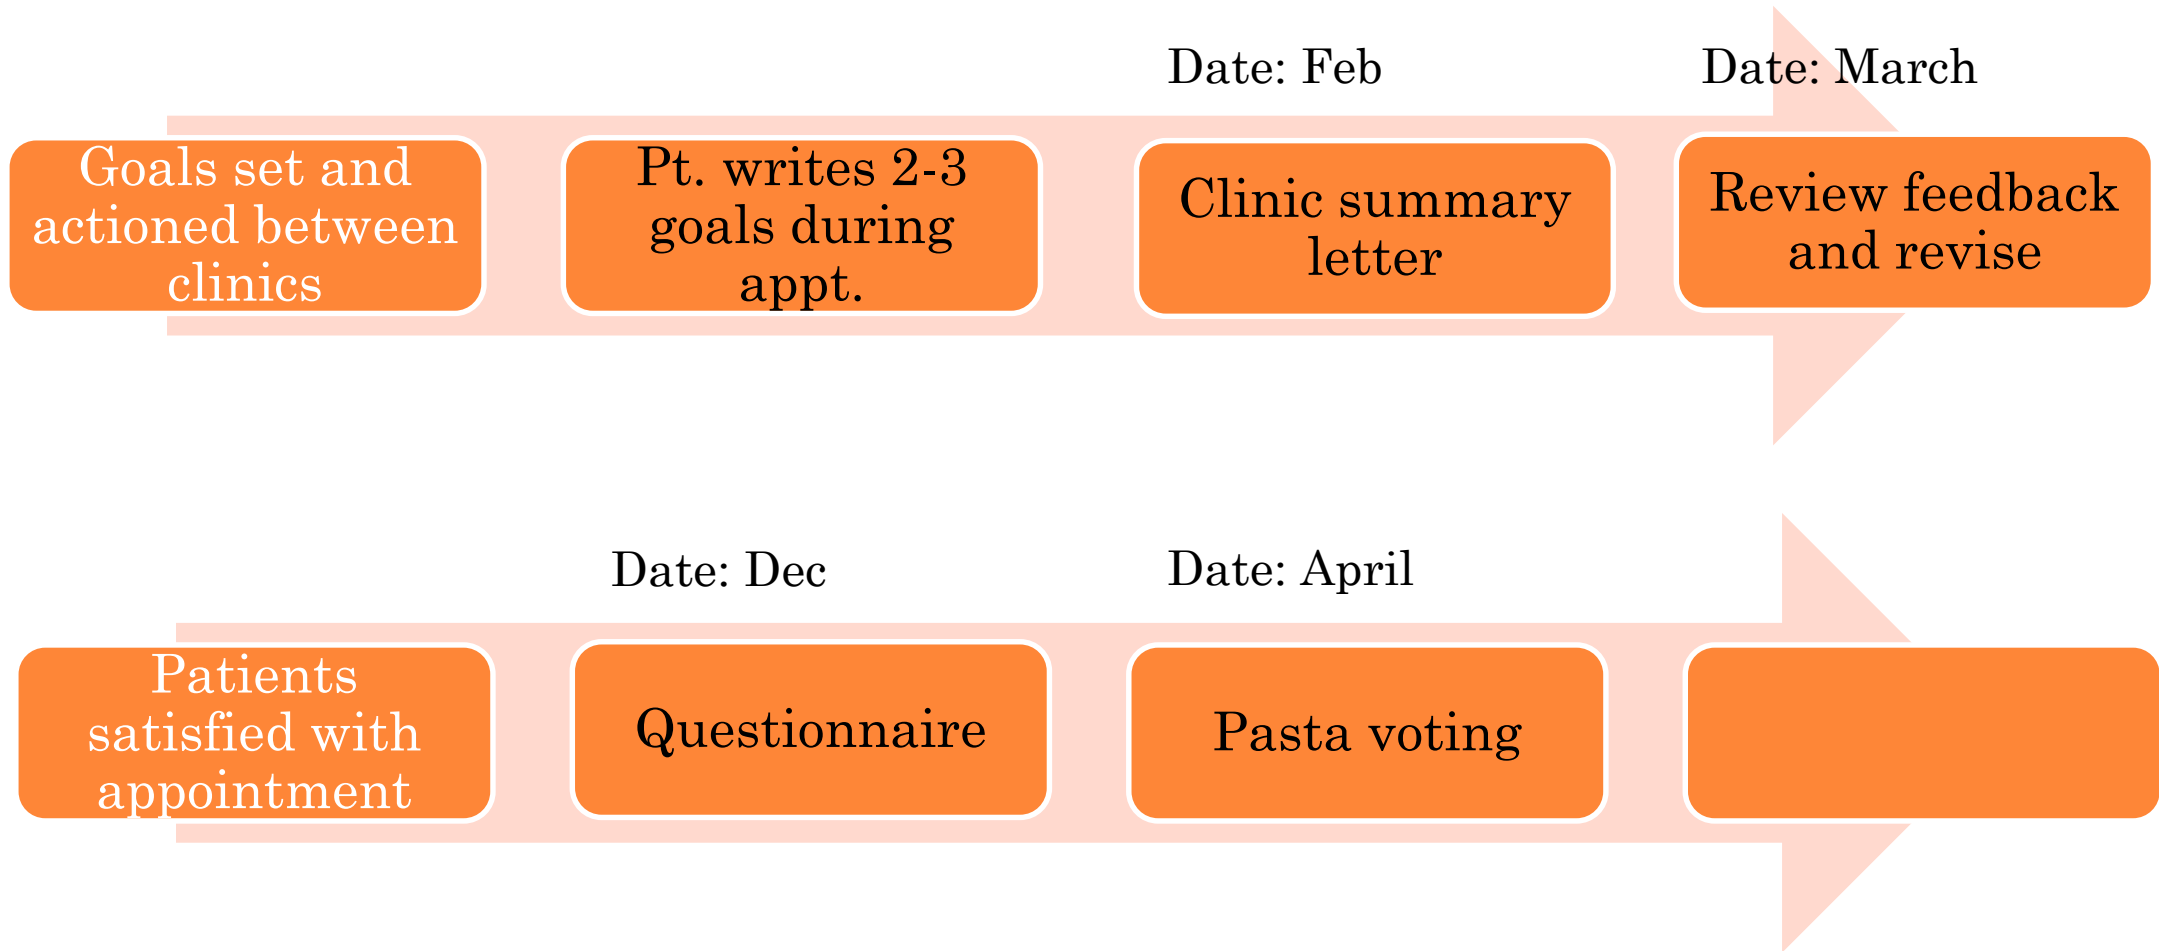 Date: Feb
Date: March
Goals set and
actioned between
clinics
Pt. writes 2-3
goals during
appt.
Clinic summary
letter
Review feedback
and revise
Date: Dec
Date: April
Patients
satisfied with
appointment
Questionnaire
Pasta voting